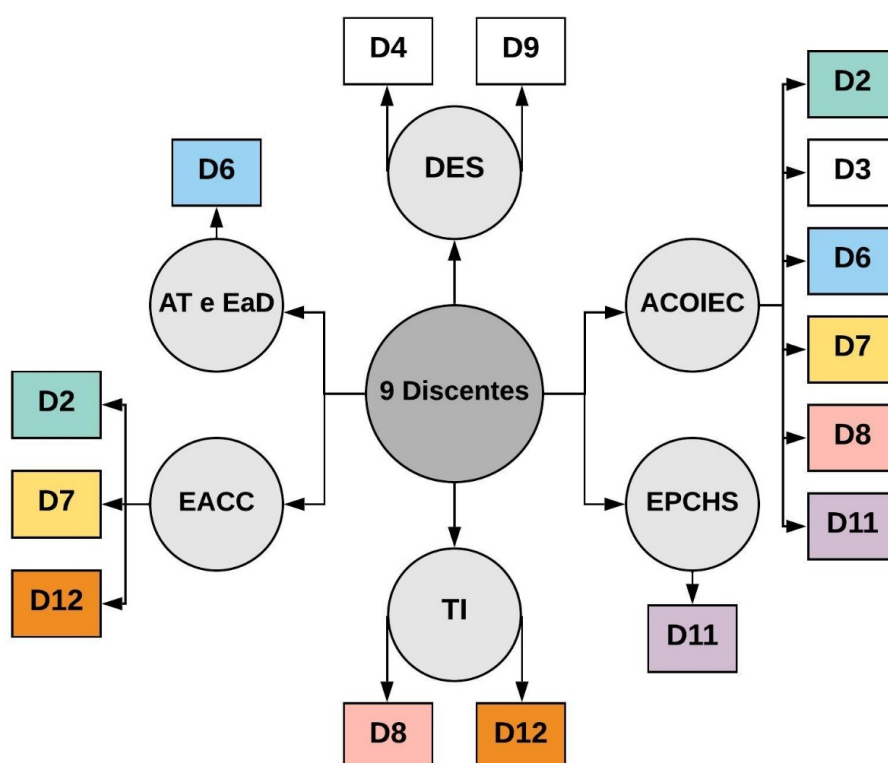 D4
D9
DES
D6
AT e EaD
ACOIEC
D2
D3
D6
D7
D8
D11
9 Discentes
D2
D7
D12
EACC
EPCHS
D11
TI
D8
D12